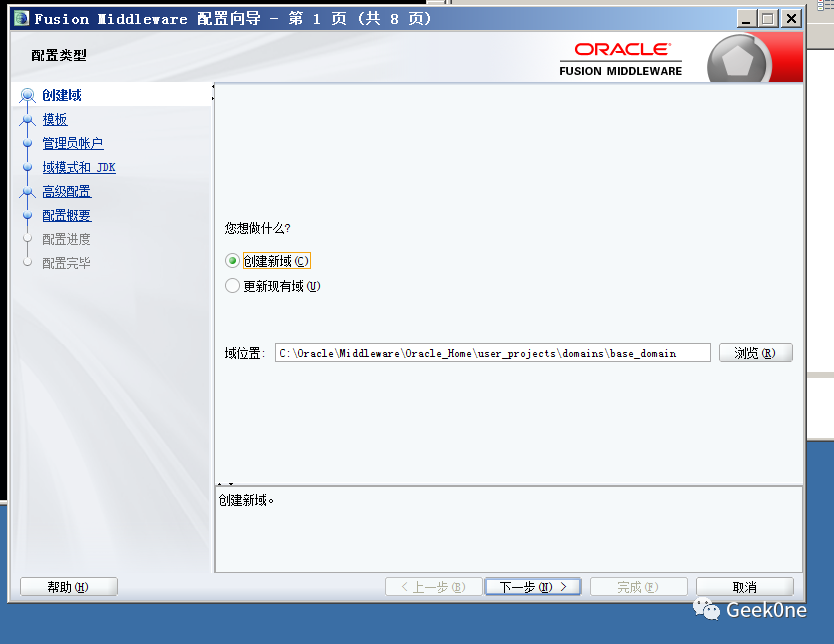 Fusion Middleware 配置向导 - 第 1 页 (共 8 页)
配置类型
ORACLE
FUSION MIDDLEWARE
创建域
模板
管理员帐户
域模式和 JDK
高级配置
配置概要
配置进度
配置完毕
您想做什么?
创建新域(C)
更新现有域(U)
域位置:
C:\Oracle\Middleware\Oracle_Home\user_projects\domains\base_domain
浏览(R)
创建新域。
帮助(H)
< 上一步(B)
下一步(N) >
完成(F)
取消
Geek0ne